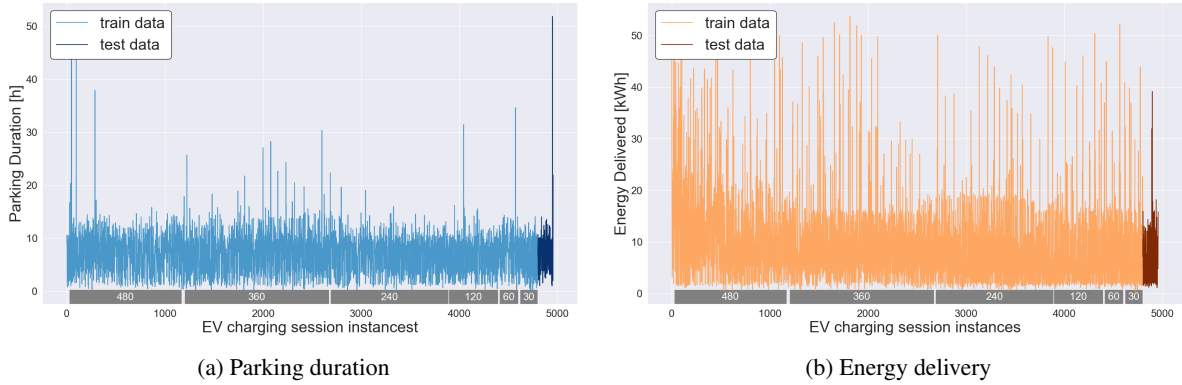 train data
test data
50
40
30
20
10
0
Parking Duration [h]
480 360 240 120 60 30
0 1000 2000 3000 4000 5000
EV charging session instancest
(a) Parking duration
train data
test data
50
40
30
20
10
0
Energy Delivered [kWh]
480 360 240 120 60 30
0 1000 2000 3000 4000 5000
EV charging session instances
(b) Energy delivery